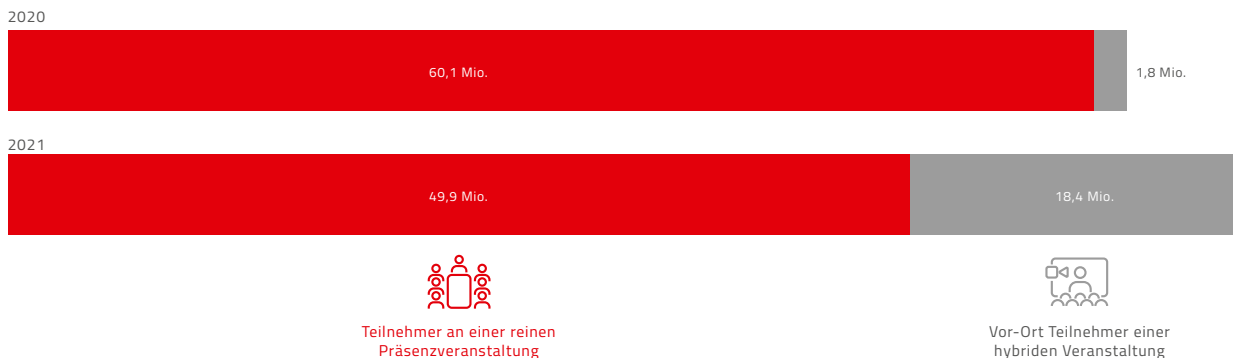 2020
60,1 Mio.
1,8 Mio.
2021
49,9 Mio.
18,4 Mio.
Teilnehmer an einer reinen
Präsenzveranstaltung
Vor-Ort Teilnehmer einer
hybriden Veranstaltung